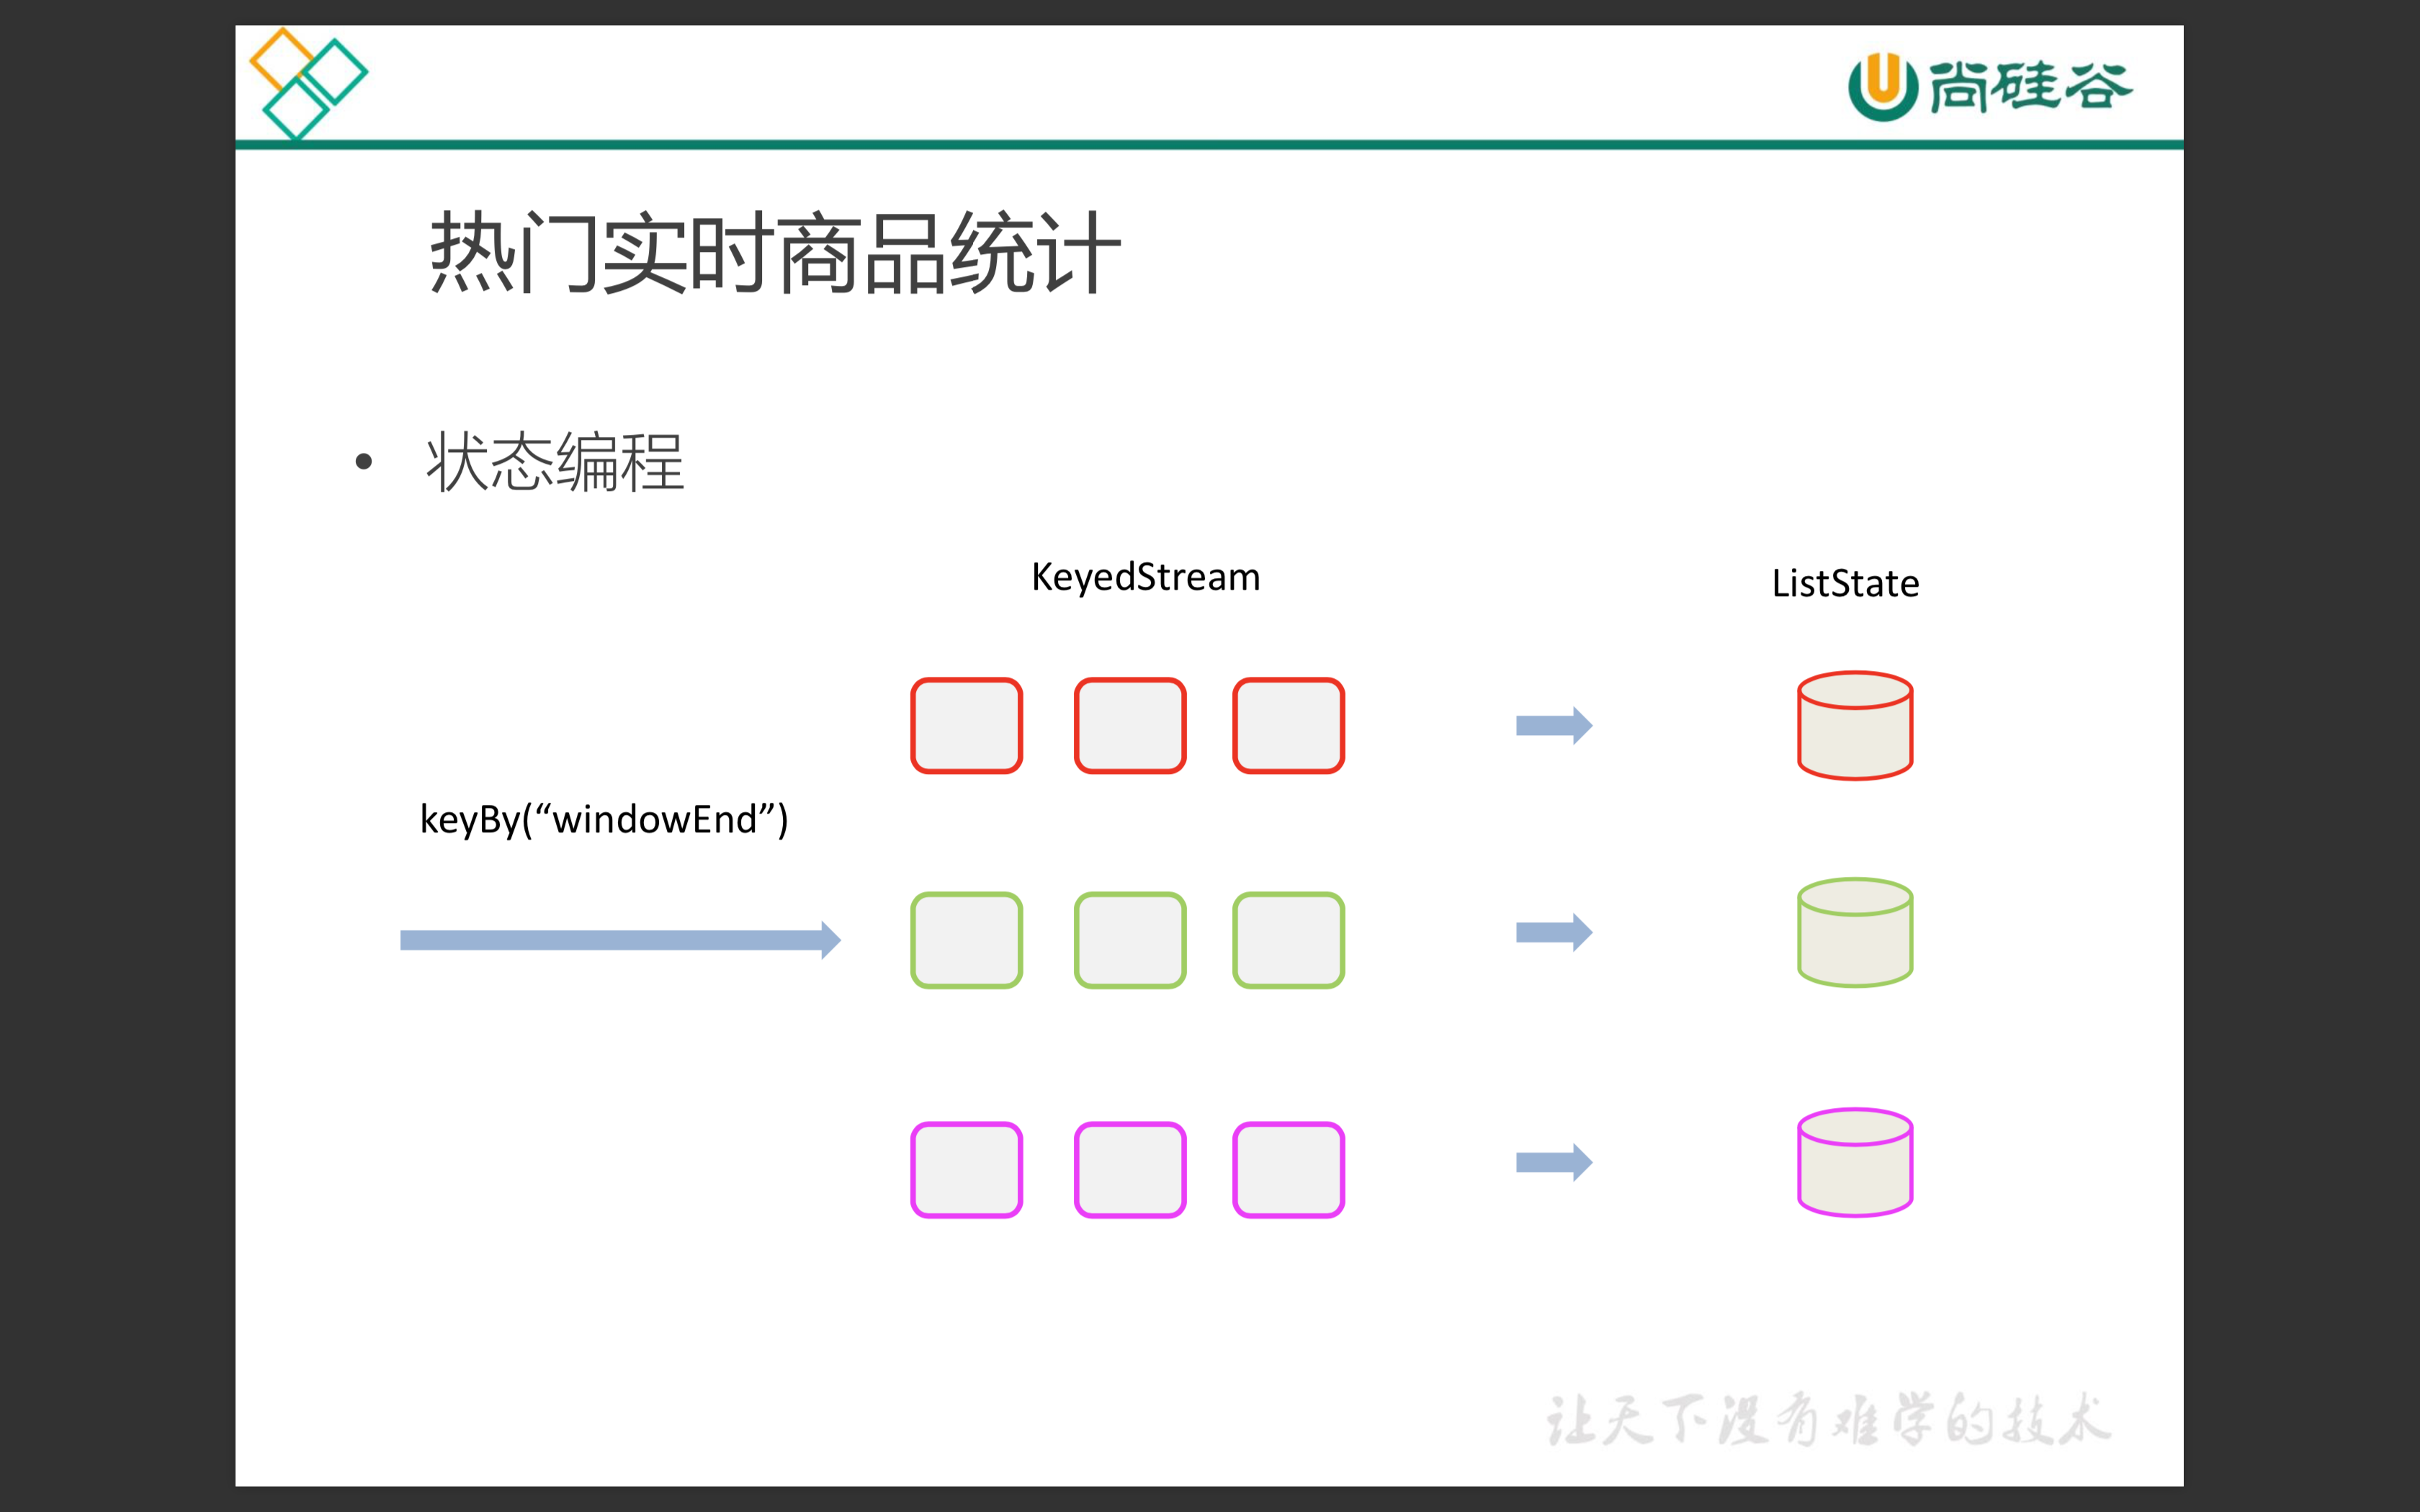 尚硅谷
热门实时商品统计
• 状态编程
KeyedStream
ListState
keyBy(“windowEnd”)
让天下没有难学的技术